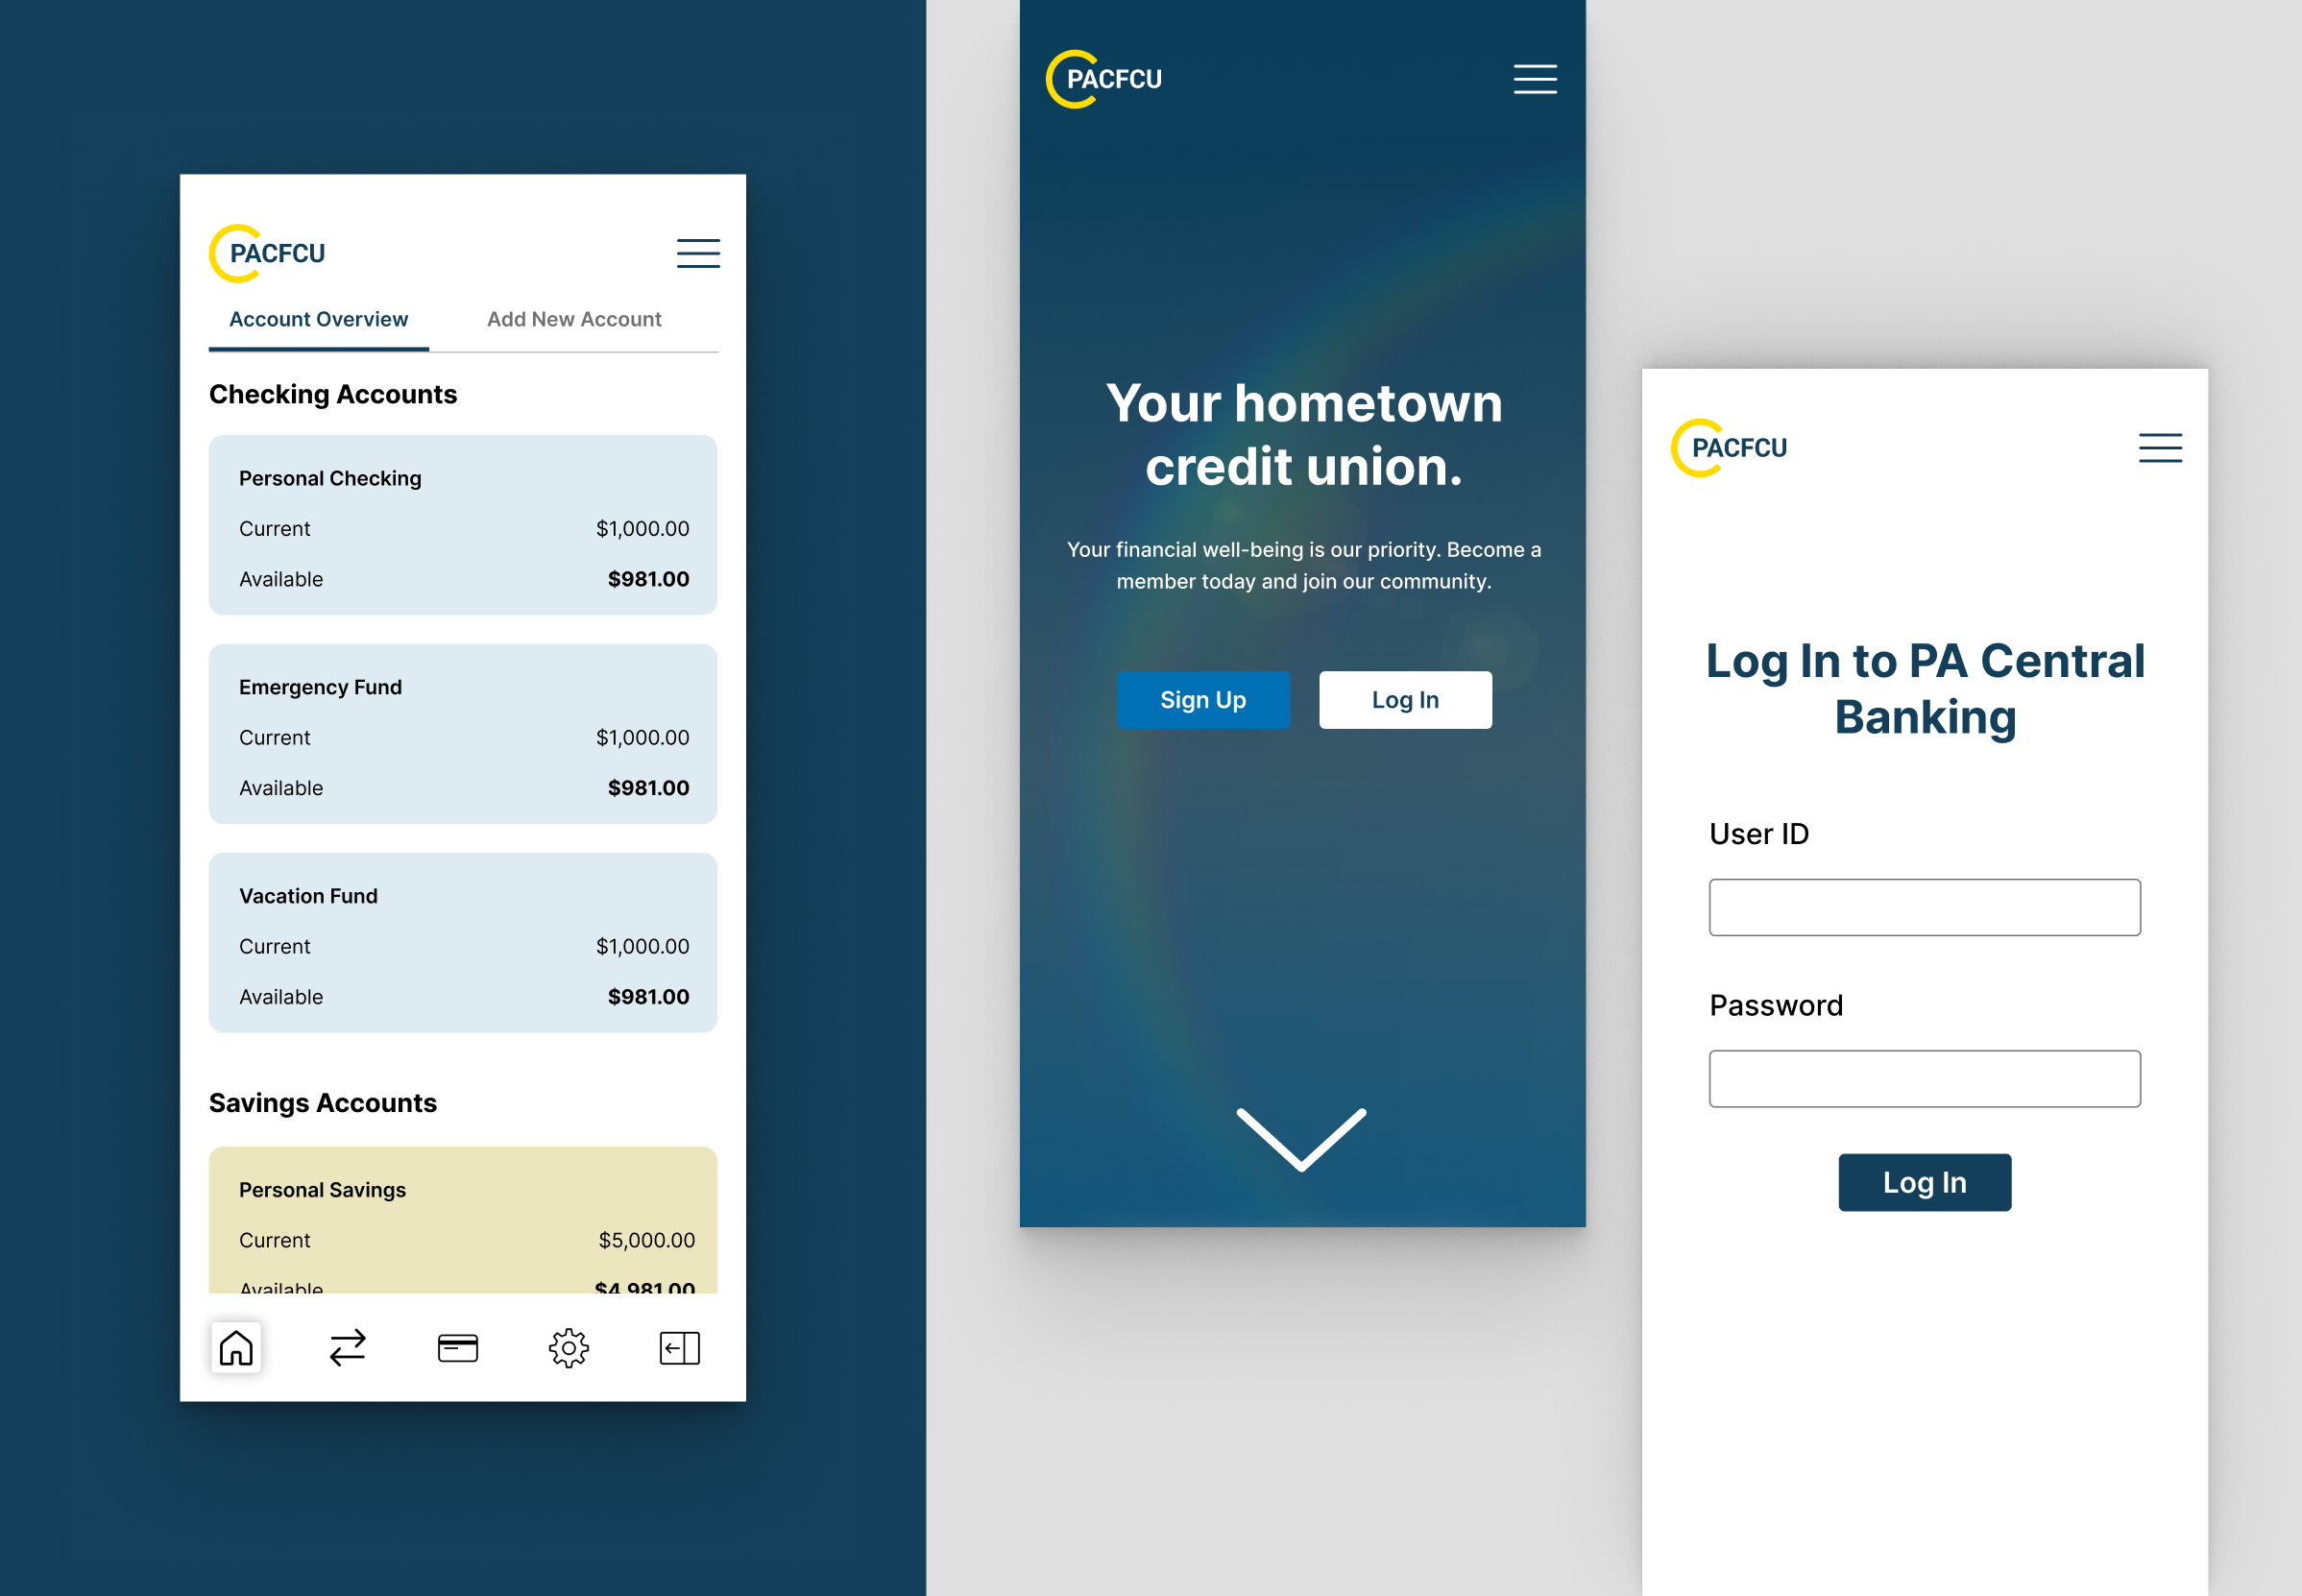 PACFCU
Account Overview
Add New Account
Checking Accounts
Personal Checking
Current $1,000.00
Available $981.00
Emergency Fund
Current $1,000.00
Available $981.00
Vacation Fund
Current $1,000.00
Available $981.00
Savings Accounts
Personal Savings
Current $5,000.00
Available $4,981.00
PACFCU
Your hometown
credit union.
Your financial well-being is our priority. Become a
member today and join our community.
Sign Up
Log In
PACFCU
Log In to PA Central
Banking
User ID
Password
Log In